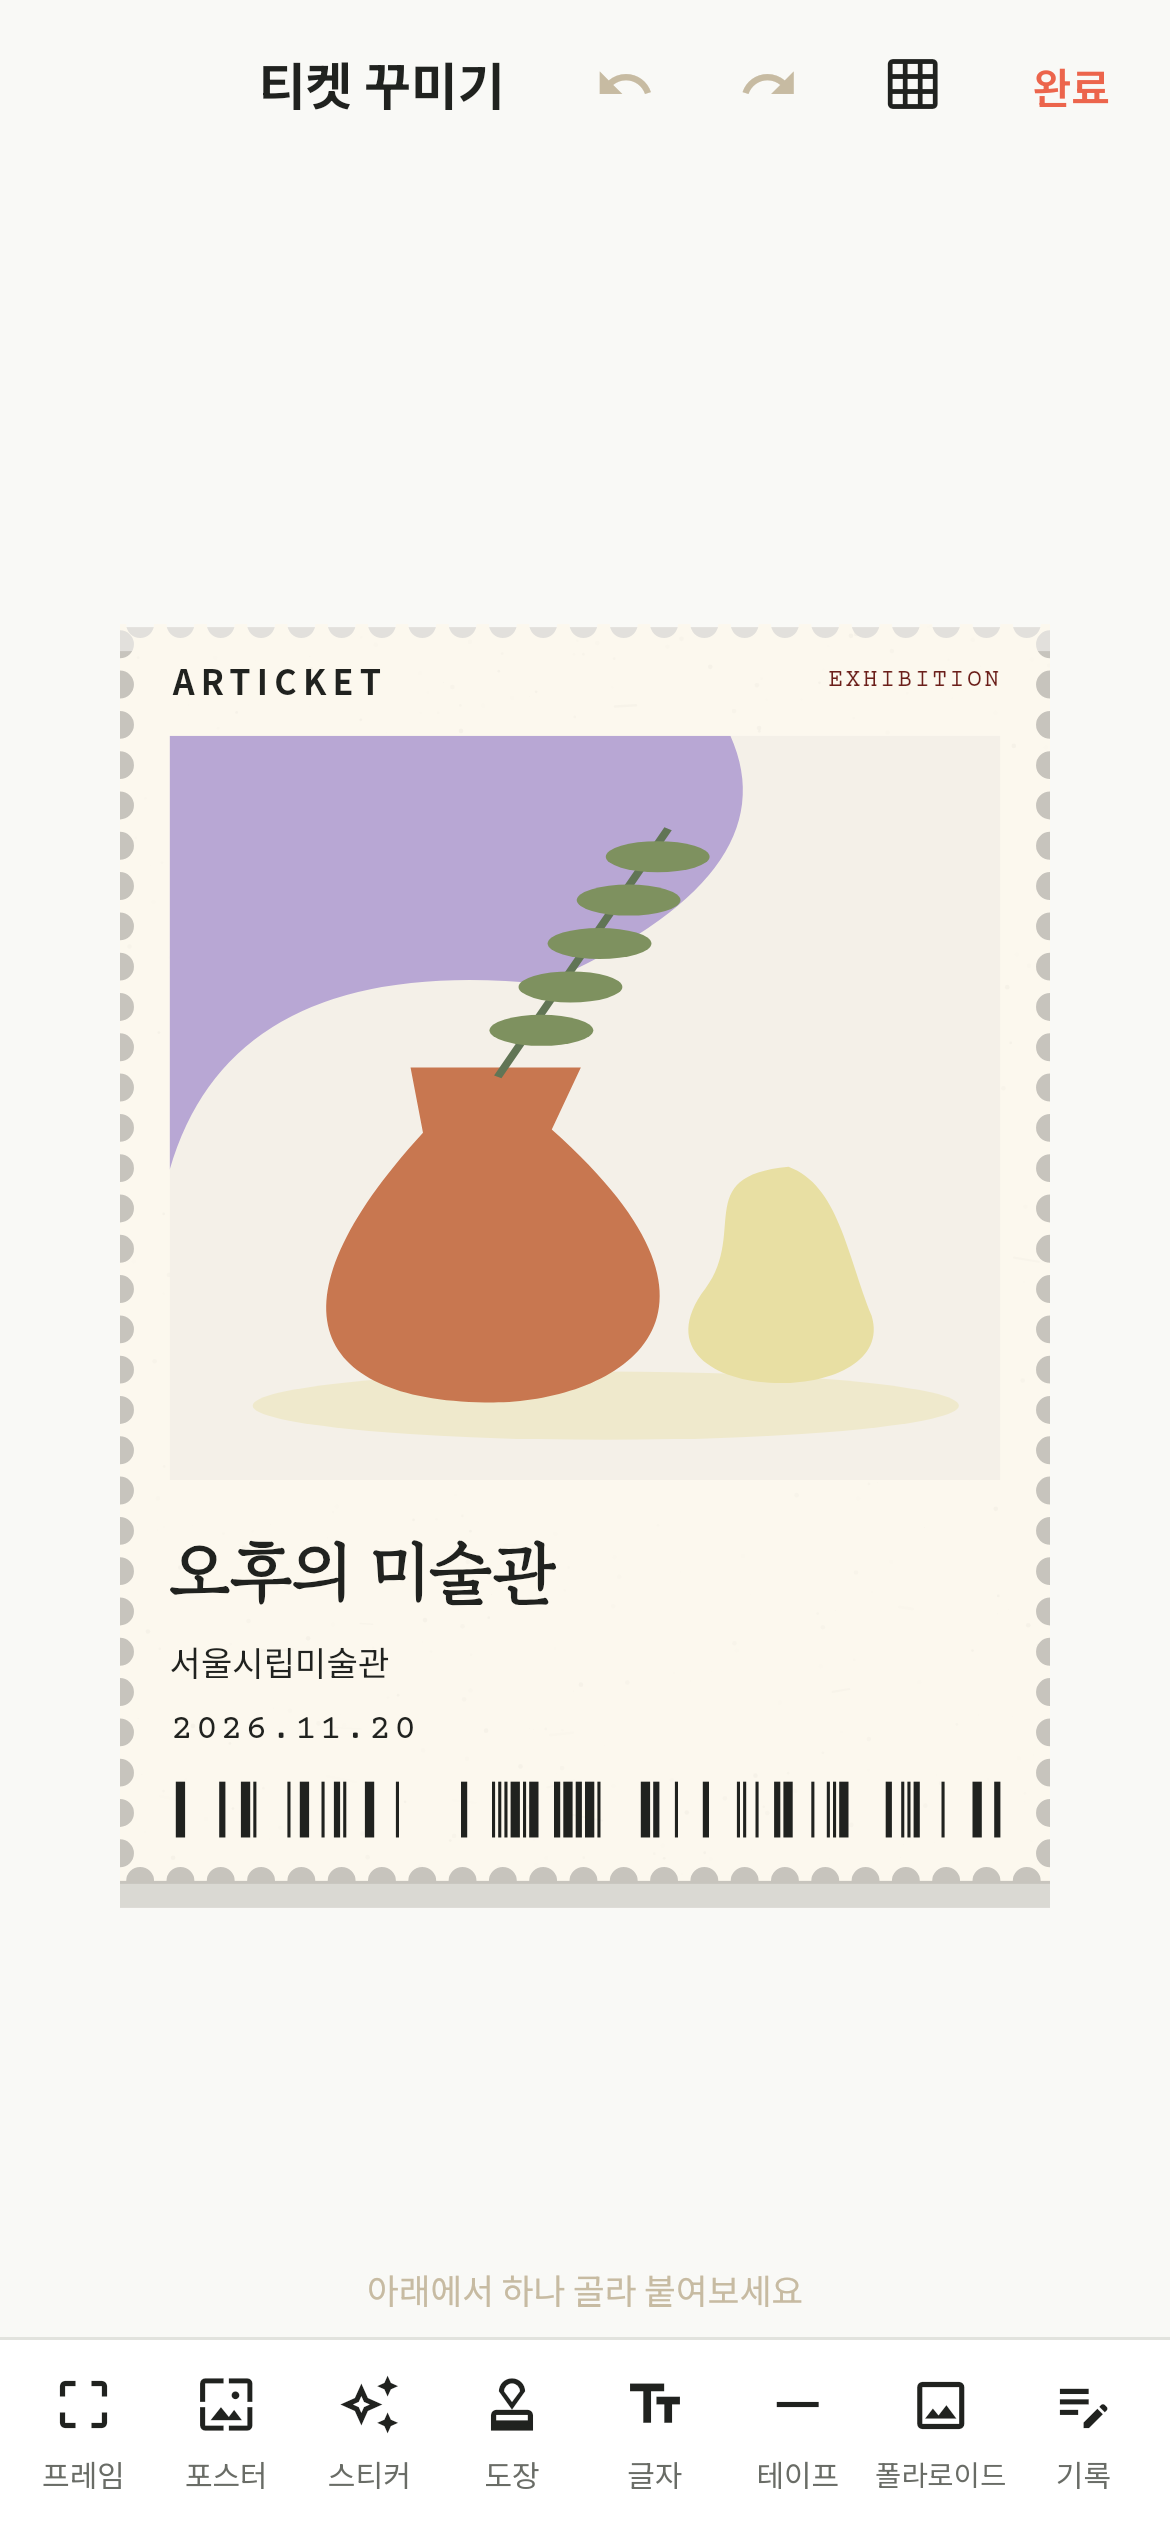 티켓 꾸미기
완료
ARTICKET
EXHIBITION
오후의 미술관
서울시립미술관
2026.11.20
아래에서 하나 골라 붙여보세요
프레임
포스터
스티커
도장
글자
테이프
폴라로이드
기록